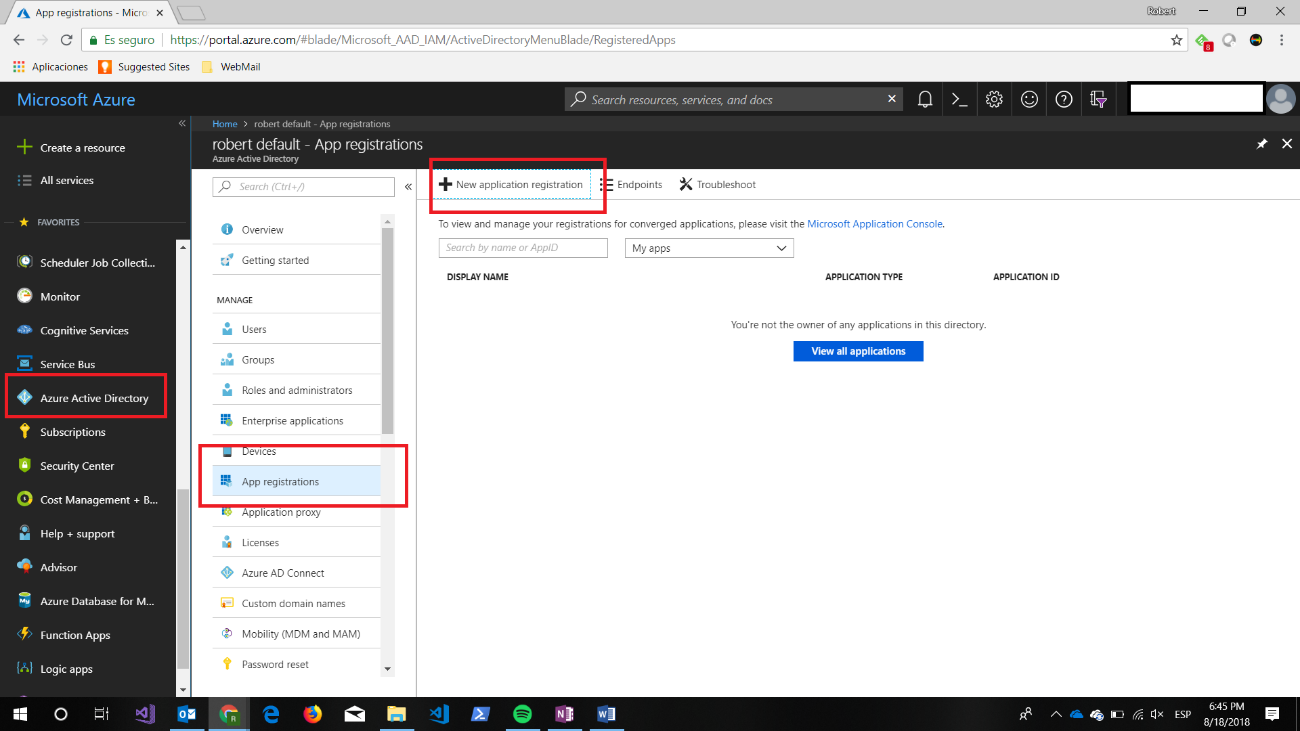 App registrations - Micro
Robert
Es seguro
https://portal.azure.com/#blade/Microsoft_AAD_IAM/ActiveDirectoryMenuBlade/RegisteredApps
8
Aplicaciones
Suggested Sites
WebMail
Microsoft Azure
Search resources, services, and docs
Home > robert default - App registrations
robert default - App registrations
Azure Active Directory
Create a resource
All services
FAVORITES
Scheduler Job Collecti...
Monitor
Cognitive Services
Service Bus
Azure Active Directory
Subscriptions
Security Center
Cost Management + B...
Help + support
Advisor
Azure Database for M...
Function Apps
Logic apps
Search (Ctrl+/)
Overview
Getting started
MANAGE
Users
Groups
Roles and administrators
Enterprise applications
Devices
App registrations
Application proxy
Licenses
Azure AD Connect
Custom domain names
Mobility (MDM and MAM)
Password reset
New application registration
Endpoints
Troubleshoot
To view and manage your registrations for converged applications, please visit the Microsoft Application Console.
Search by name or AppID
My apps
DISPLAY NAME
APPLICATION TYPE
APPLICATION ID
You're not the owner of any applications in this directory.
View all applications
ESP
6:45 PM
8/18/2018